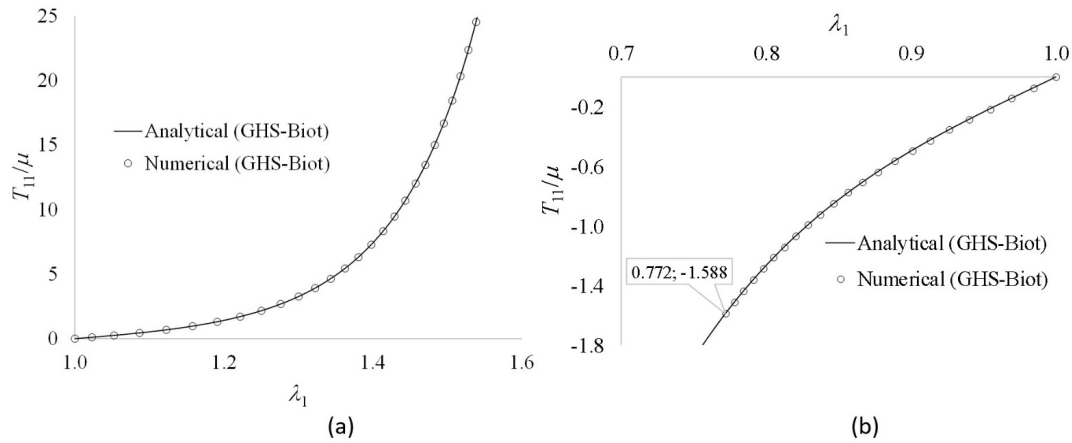 25
20
15
10
5
0
T11/μ
Analytical (GHS-Biot)
Numerical (GHS-Biot)
1.0 1.2 1.4 1.6
λ1
(a)
λ1
0.7 0.8 0.9 1.0
-0.2
-0.6
-1.0
-1.4
-1.8
T11/μ
Analytical (GHS-Biot)
Numerical (GHS-Biot)
0.772; -1.588
(b)